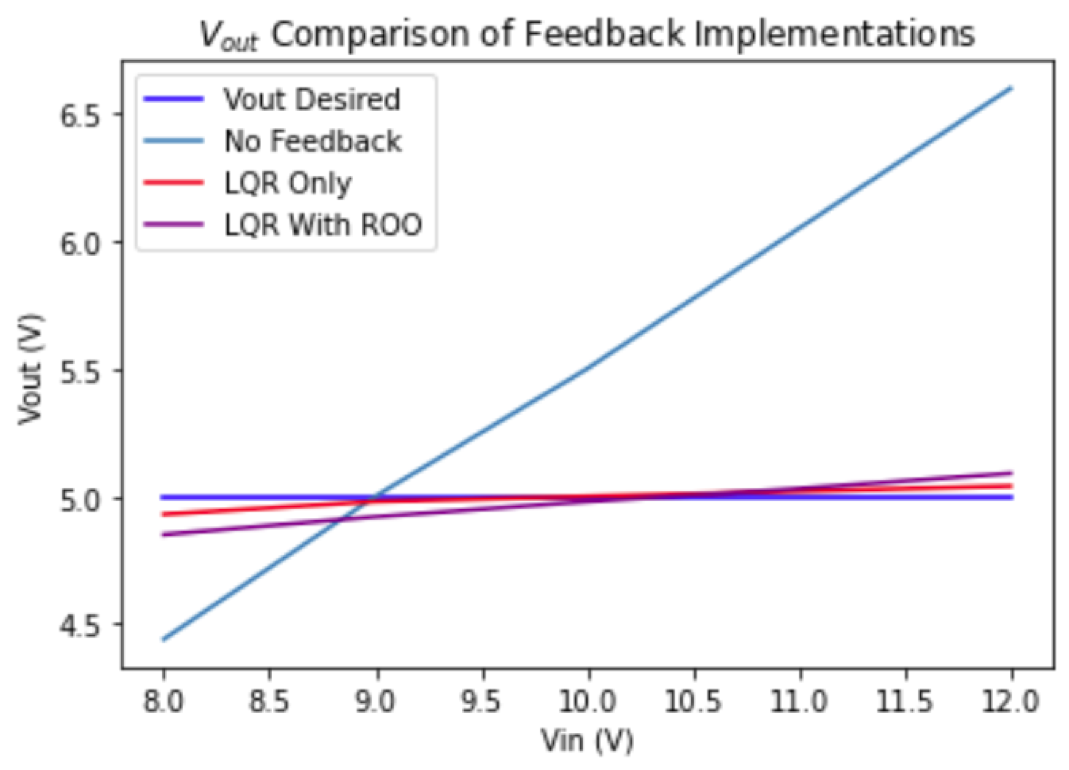 Vout Comparison of Feedback Implementations
Vout Desired
No Feedback
LQR Only
LQR With ROO
Vout (V)
6.5
6.0
5.5
5.0
4.5
8.0 8.5 9.0 9.5 10.0 10.5 11.0 11.5 12.0
Vin (V)